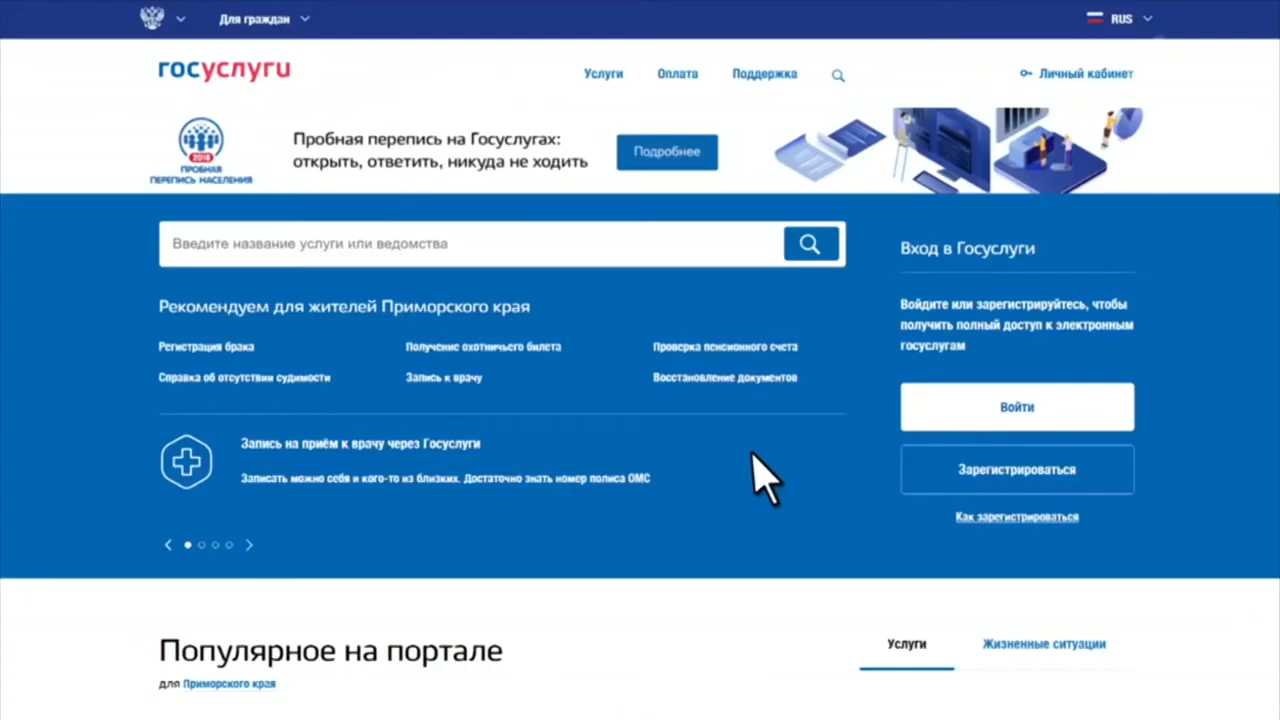 Для граждан
RUS
госуслуги
Услуги
Оплата
Поддержка
Личный кабинет
2018
ПРОБНАЯ
ПЕРЕПИСЬ НАСЕЛЕНИЯ
Пробная перепись на Госуслугах:
открыть, ответить, никуда не ходить
Подробнее
Введите название услуги или ведомства
Рекомендуем для жителей Приморского края
Регистрация брака
Получение охотничьего билета
Проверка пенсионного счета
Справка об отсутствии судимости
Запись к врачу
Восстановление документов
Запись на приём к врачу через Госуслуги
Записать можно себя и кого-то из близких. Достаточно знать номер полиса ОМС
Вход в Госуслуги
Войдите или зарегистрируйтесь, чтобы
получить полный доступ к электронным
госуслугам
Войти
Зарегистрироваться
Как зарегистрироваться
Популярное на портале
для Приморского края
Услуги
Жизненные ситуации